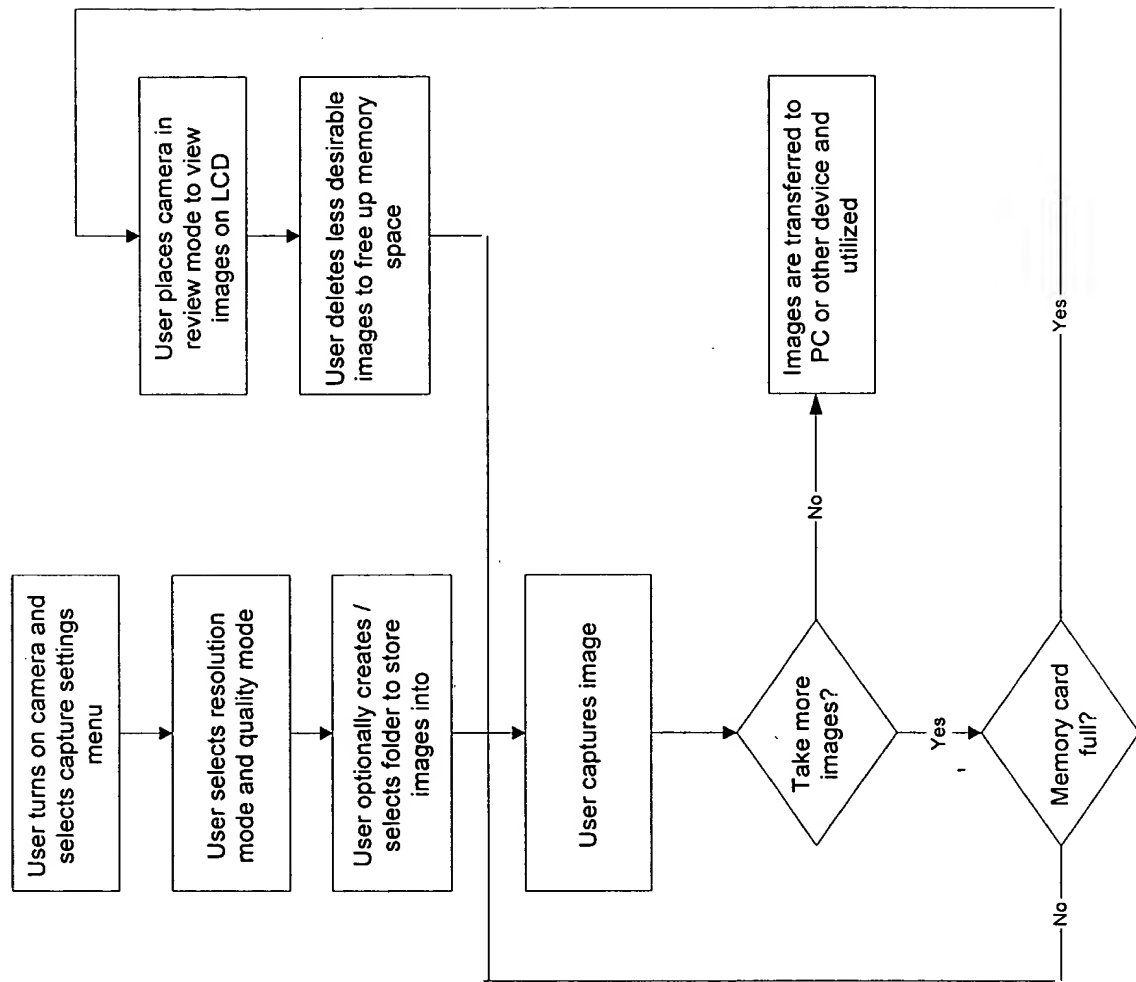 User turns on camera and
selects capture settings
menu
User selects resolution
mode and quality mode
User optionally creates /
selects folder to store
images into
User captures image
Take more
images?
No
Images are transferred to
PC or other device and
utilized
Yes
Memory card
full?
No
Yes
User places camera in
review mode to view
images on LCD
User deletes less desirable
images to free up memory
space